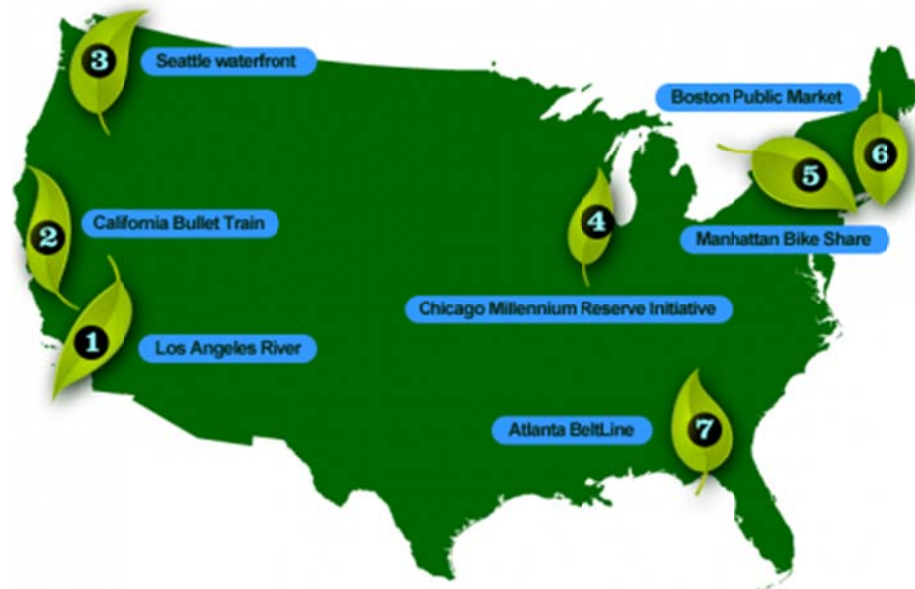 3
Seattle waterfront
Boston Public Market
6
5
2
California Bullet Train
4
Manhattan Bike Share
Chicago Millennium Reserve Initiative
1
Los Angeles River
Atlanta BeltLine
7